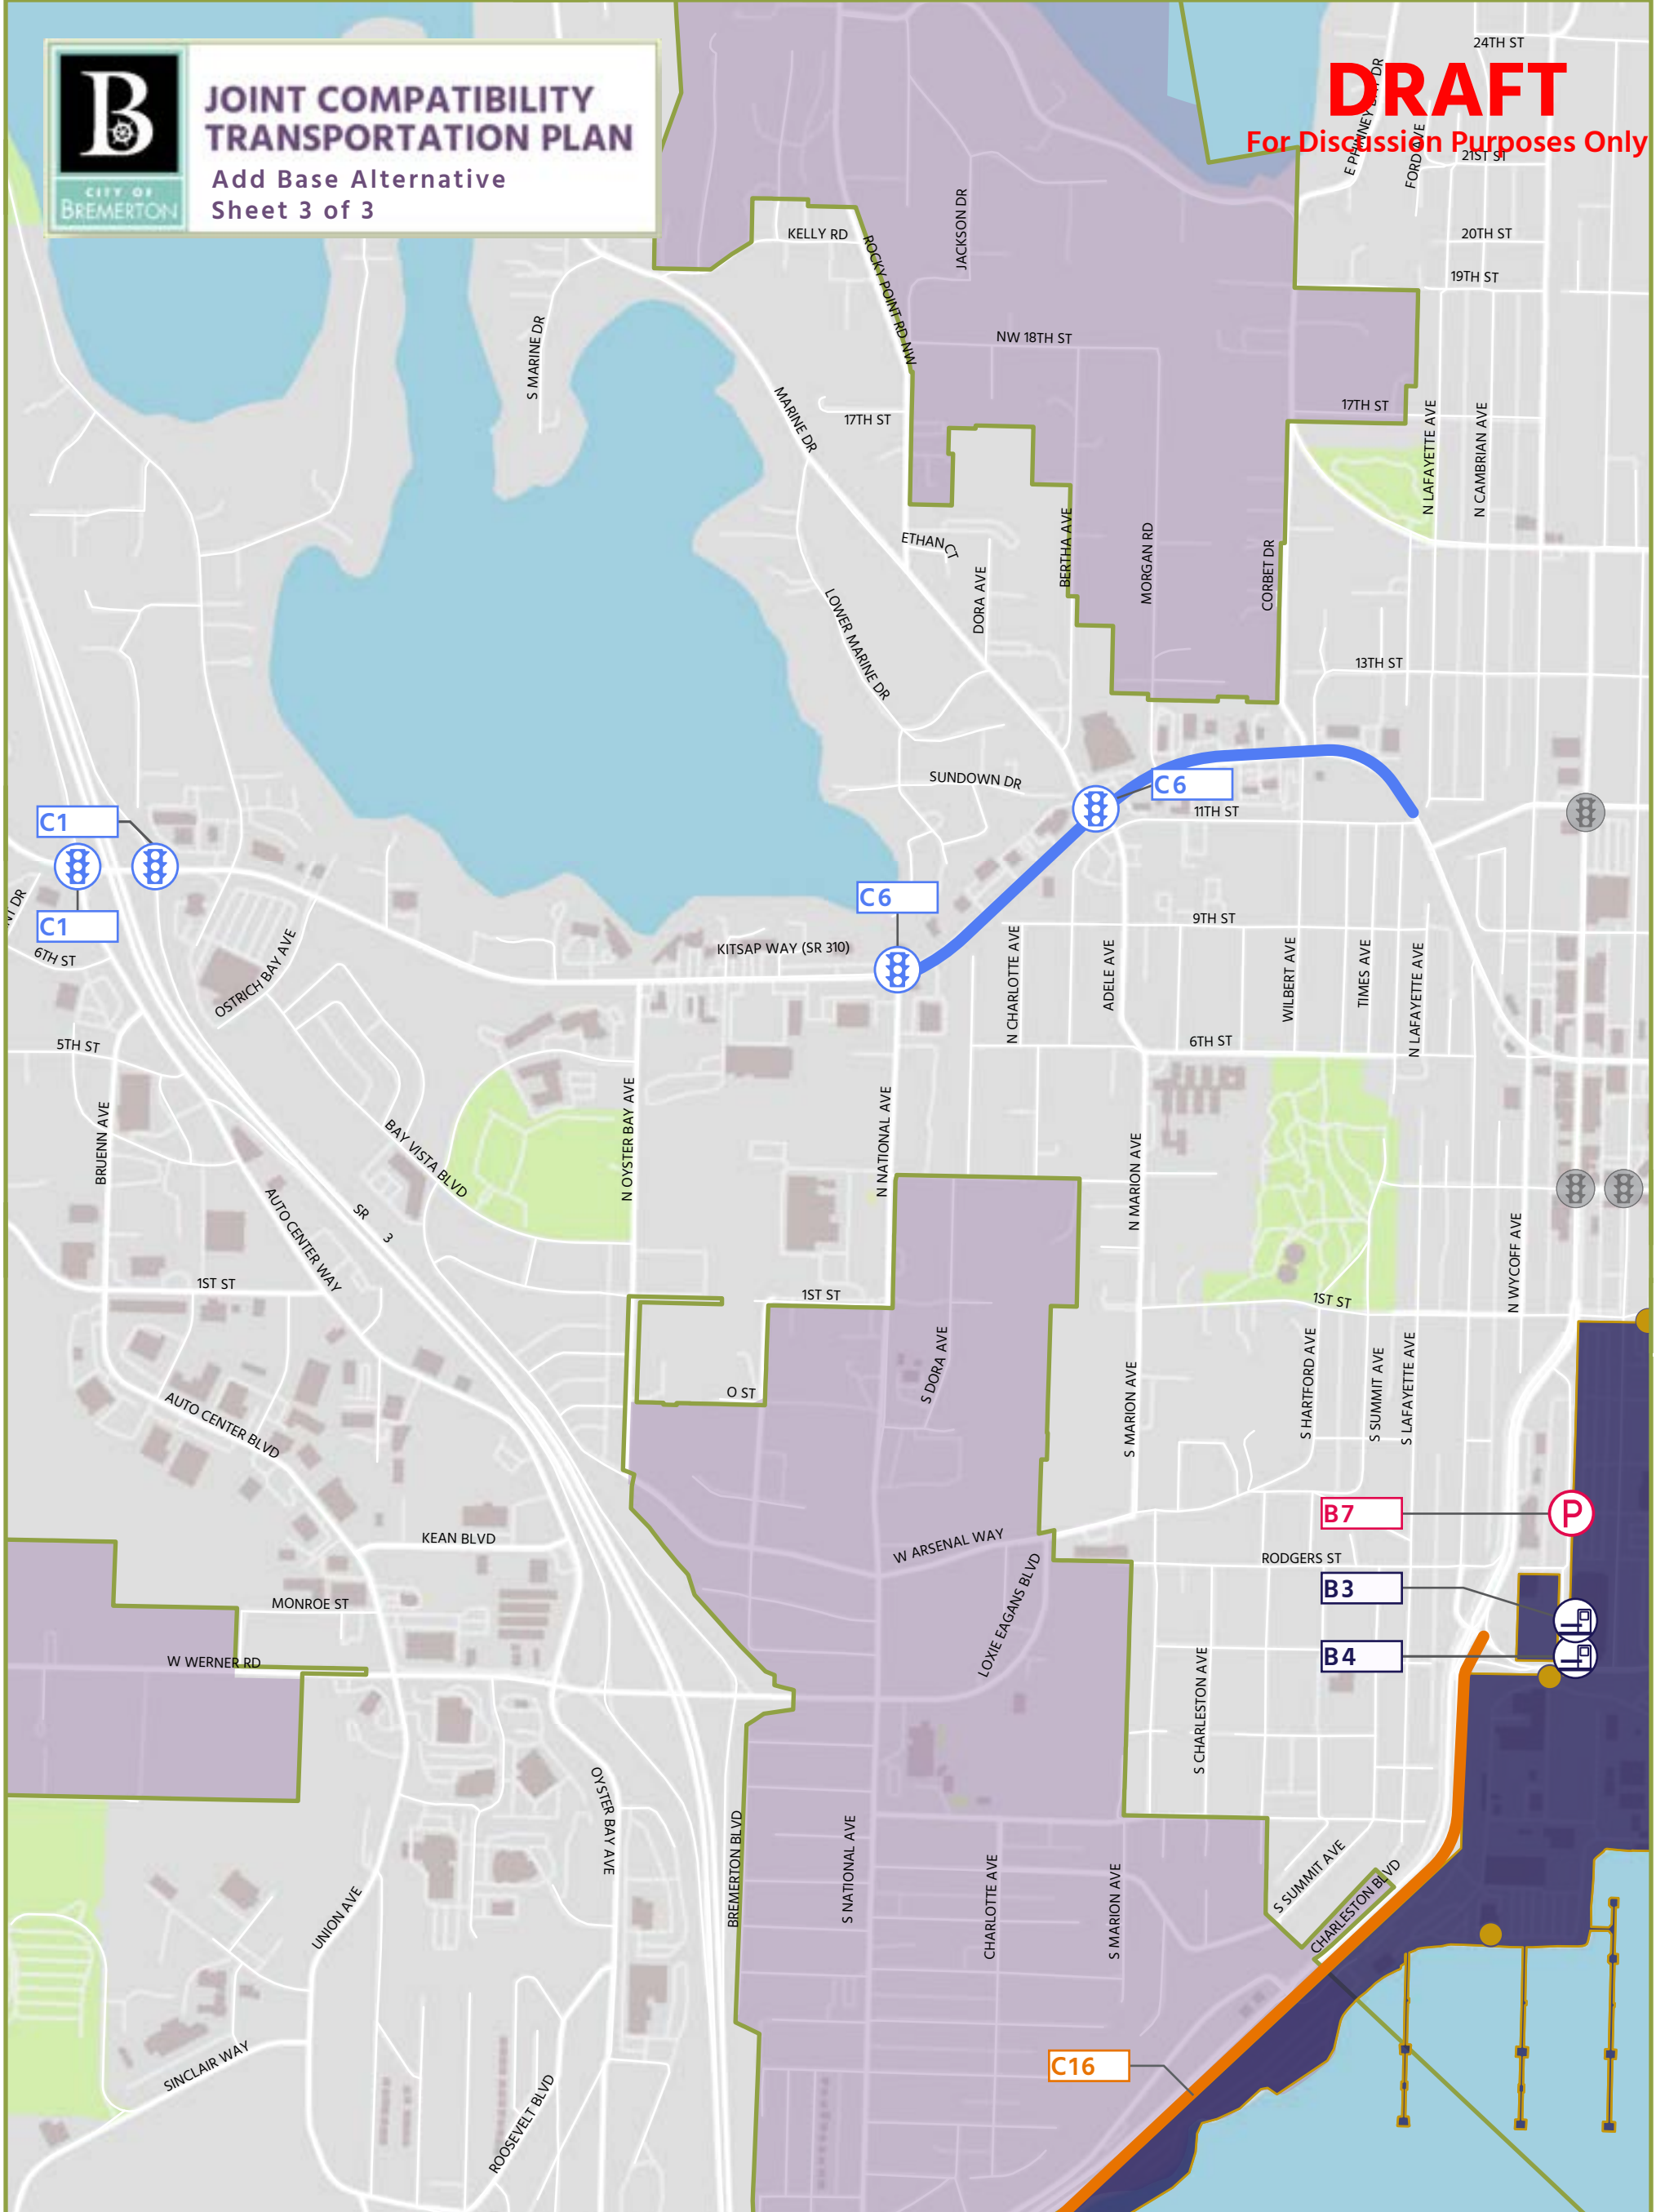 24TH ST
B
CITY OF
BREMERTON
JOINT COMPATIBILITY
TRANSPORTATION PLAN
Add Base Alternative
Sheet 3 of 3
DRAFT
For Discussion Purposes Only
E PHINNEY BAY DR
FORD AVE
21ST ST
20TH ST
19TH ST
KELLY RD
ROCKY POINT RD NW
JACKSON DR
S MARINE DR
NW 18TH ST
MARINE DR
17TH ST
17TH ST
N LAFAYETTE AVE
N CAMBRIAN AVE
ETHAN CT
DORA AVE
BERTHA AVE
MORGAN RD
CORBET DR
LOWER MARINE DR
13TH ST
SUNDOWN DR
C6
11TH ST
C1
C1
C6
NT DR
6TH ST
OSTRICH BAY AVE
KITSAP WAY (SR 310)
9TH ST
N CHARLOTTE AVE
ADELE AVE
WILBERT AVE
TIMES AVE
N LAFAYETTE AVE
5TH ST
6TH ST
BRUENN AVE
BAY VISTA BLVD
N OYSTER BAY AVE
N NATIONAL AVE
N MARION AVE
AUTO CENTER WAY
SR 3
N WYCOFF AVE
1ST ST
1ST ST
1ST ST
S DORA AVE
O ST
S MARION AVE
S HARTFORD AVE
S SUMMIT AVE
S LAFAYETTE AVE
AUTO CENTER BLVD
B7
P
KEAN BLVD
W ARSENAL WAY
RODGERS ST
LOXIE EAGANS BLVD
B3
MONROE ST
B4
W WERNER RD
S CHARLESTON AVE
OYSTER BAY AVE
BREMERTON BLVD
S NATIONAL AVE
CHARLOTTE AVE
S MARION AVE
S SUMMIT AVE
CHARLESTON BLVD
UNION AVE
SINCLAIR WAY
ROOSEVELT BLVD
C16